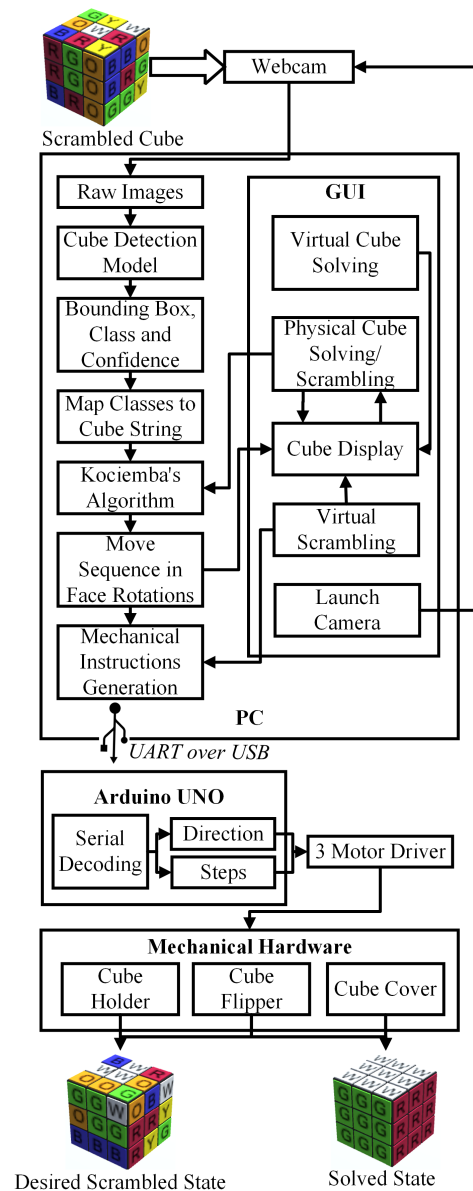 Scrambled Cube
Webcam
PC
Raw Images
Cube Detection
Model
Bounding Box,
Class and
Confidence
Map Classes to
Cube String
Kociemba's
Algorithm
Move
Sequence in
Face Rotations
Mechanical
Instructions
Generation
GUI
Virtual Cube
Solving
Physical Cube
Solving/
Scrambling
Cube Display
Virtual
Scrambling
Launch
Camera
UART over USB
Arduino UNO
Serial
Decoding
Direction
Steps
3 Motor Driver
Mechanical Hardware
Cube
Holder
Cube
Flipper
Cube Cover
G G W
O G G
B B B
Desired Scrambled State
W W W
W W W
W W W
G G G R R R
G G G R R R
G G G R R R
Solved State